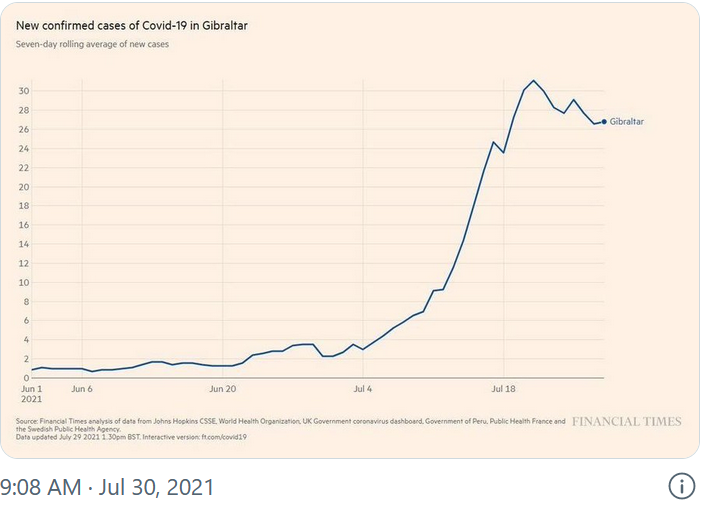 New confirmed cases of Covid-19 in Gibraltar
Seven-day rolling average of new cases
30
28
26
24
22
20
18
16
14
12
10
8
6
4
2
0
Gibraltar
Jun 1
2021
Jun 6
Jun 20
Jul 4
Jul 18
Source: Financial Times analysis of data from Johns Hopkins CSSE, World Health Organization, UK Government coronavirus dashboard, Government of Peru, Public Health France and
the Swedish Public Health Agency.
Data updated July 29 2021 1.30pm BST. Interactive version: ft.com/covid19
FINANCIAL TIMES
9:08 AM · Jul 30, 2021